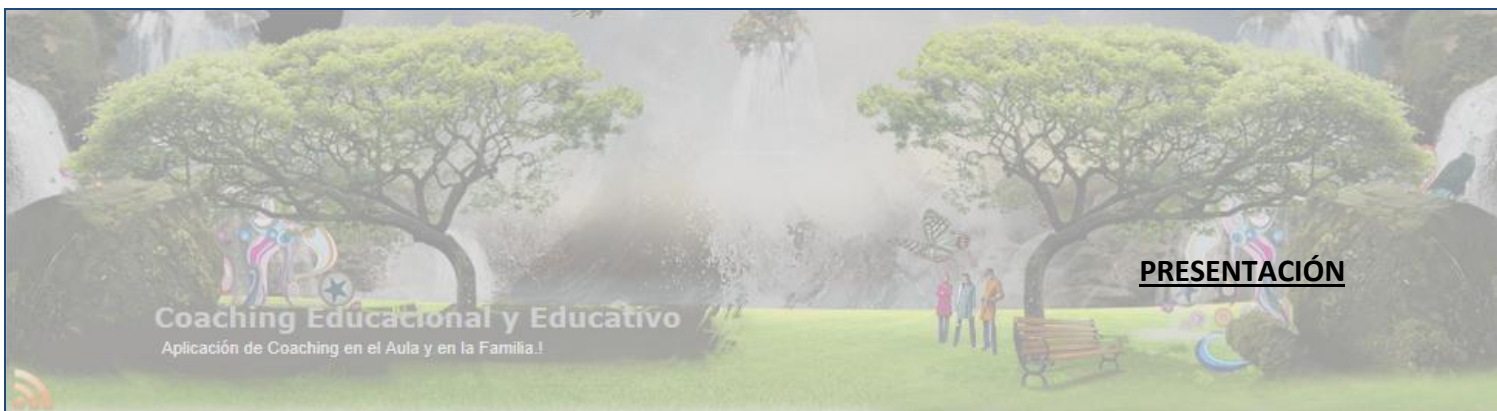 PRESENTACIÓN
Coaching Educacional y Educativo
Aplicación de Coaching en el Aula y en la Familia.!